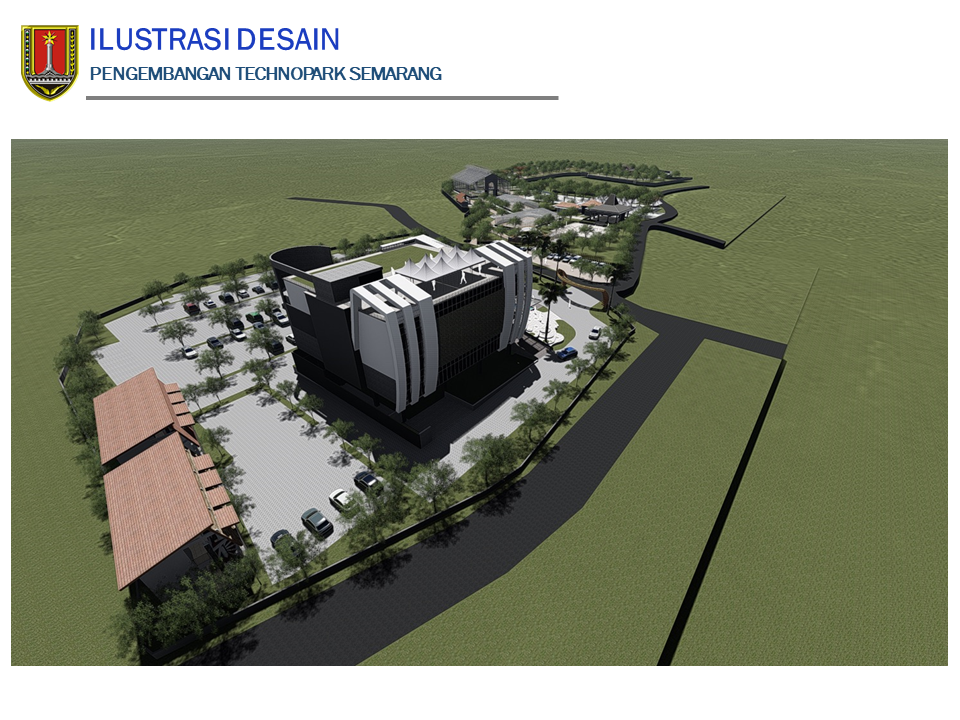 ILUSTRASI DESAIN
PENGEMBANGAN TECHNOPARK SEMARANG